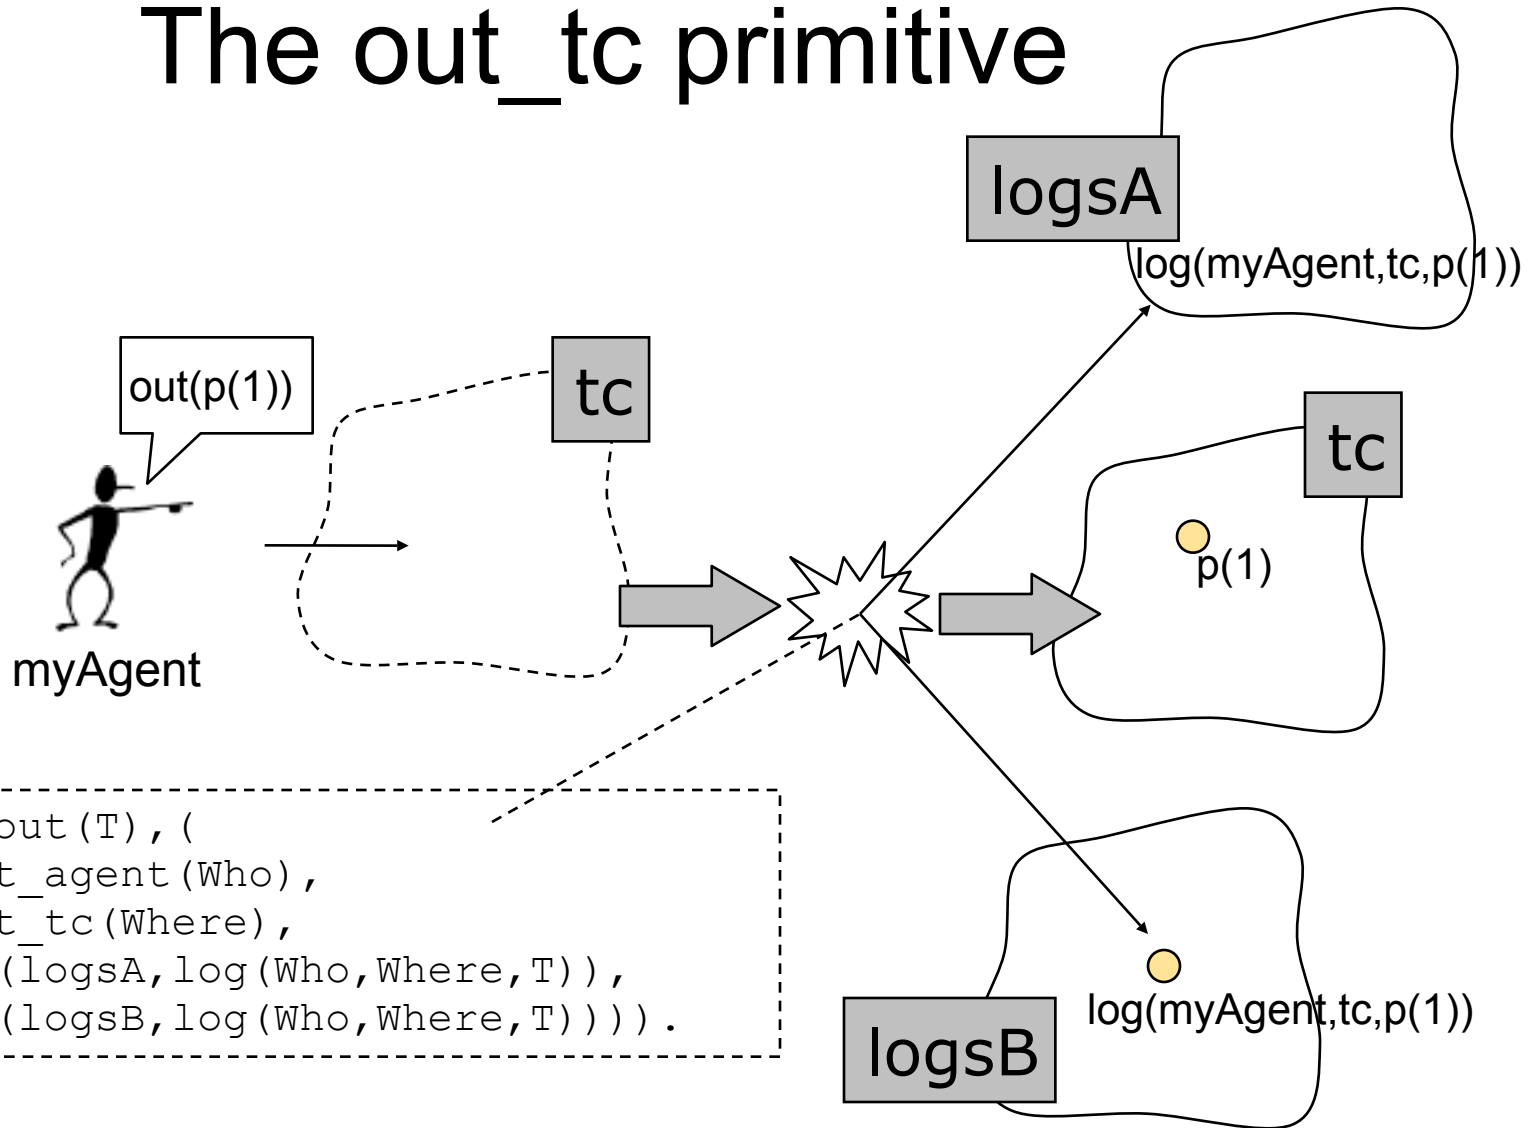 The out_tc primitive
logsA
log(myAgent,tc,p(1))
out(p(1))
tc
tc
p(1)
myAgent
out(T),(
t_agent(Who),
t_tc(Where),
(logsA,log(Who,Where,T)),
(logsB,log(Who,Where,T)))).
log(myAgent,tc,p(1))
logsB